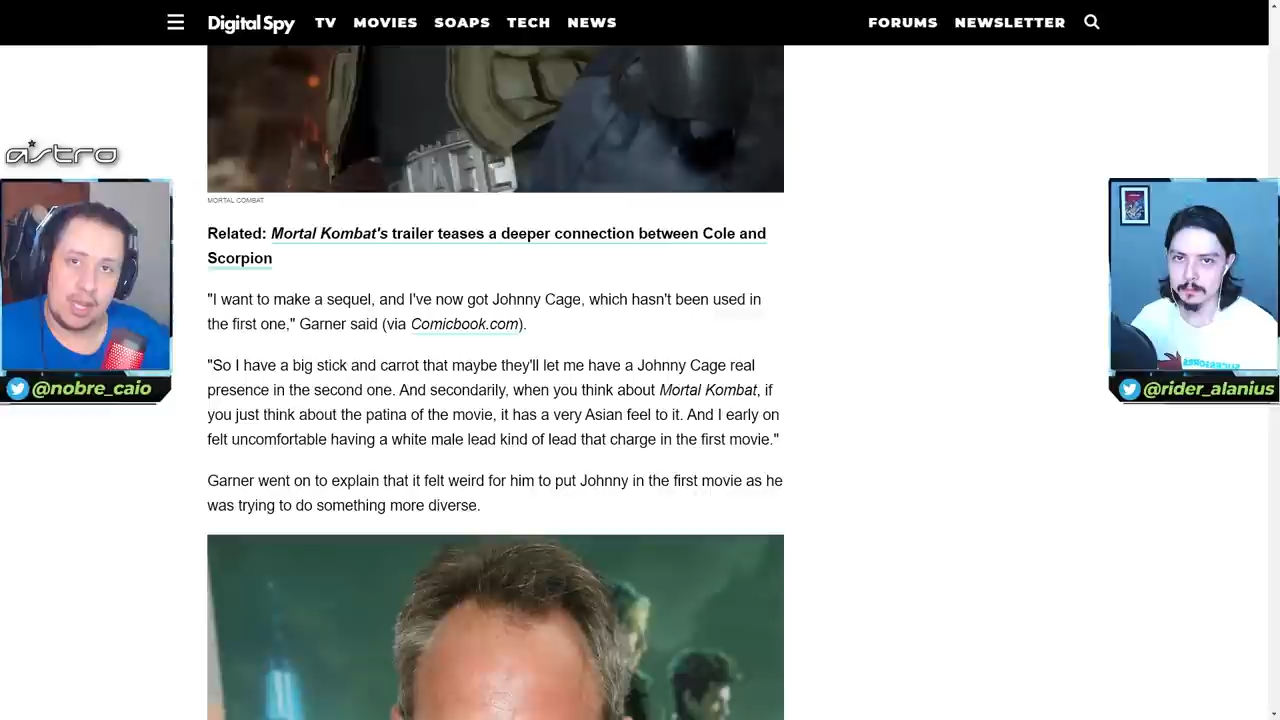 DigitalSpy TV MOVIES SOAPS TECH NEWS FORUMS NEWSLETTER
astro
MORTAL COMBAT
Related: Mortal Kombat's trailer teases a deeper connection between Cole and
Scorpion
"I want to make a sequel, and I've now got Johnny Cage, which hasn't been used in
the first one," Garner said (via Comicbook.com).
"So I have a big stick and carrot that maybe they'll let me have a Johnny Cage real
presence in the second one. And secondarily, when you think about Mortal Kombat, if
you just think about the patina of the movie, it has a very Asian feel to it. And I early on
felt uncomfortable having a white male lead kind of lead that charge in the first movie."
Garner went on to explain that it felt weird for him to put Johnny in the first movie as he
was trying to do something more diverse.
@nobre_caio
@rider_alanius